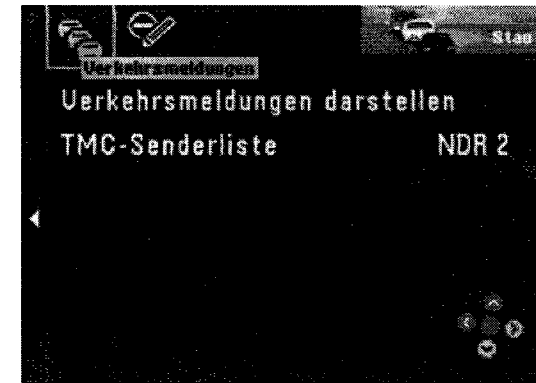 Stau
Verkehrsmeldungen
Verkehrsmeldungen darstellen
TMC-Senderliste NDR 2